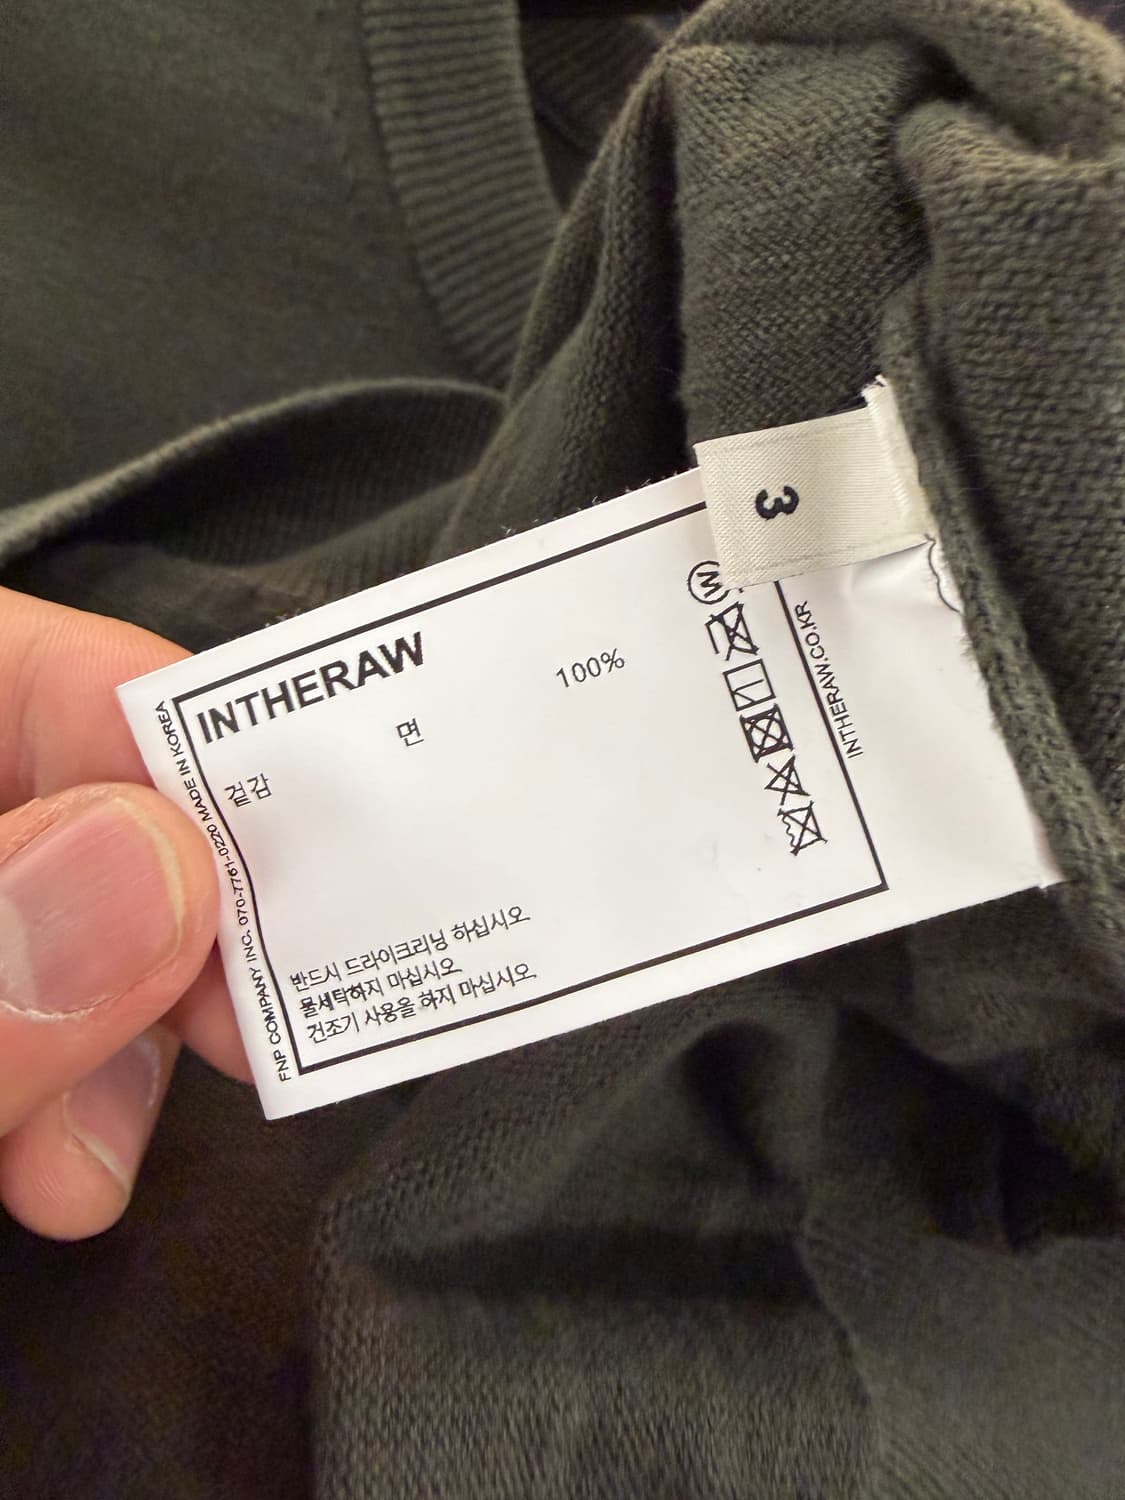 3
INTHERAW
겉감 면 100%
반드시 드라이크리닝 하십시오
물세탁하지 마십시오
건조기 사용을 하지 마십시오
FNP COMPANY INC. 070-7761-0220 MADE IN KOREA
W
INTHERAW.CO.KR